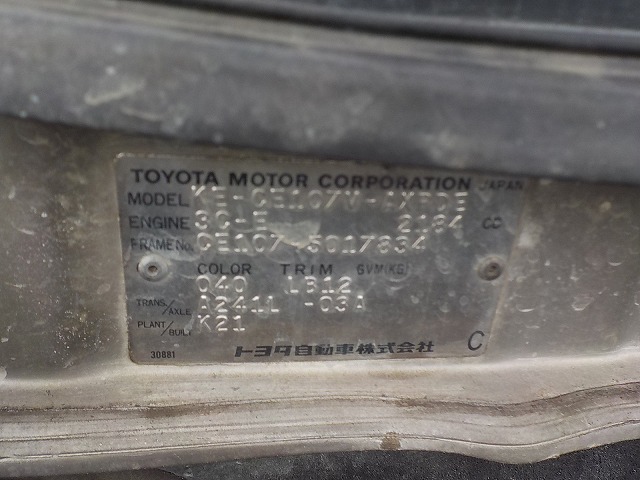 TOYOTA MOTOR CORPORATION JAPAN
MODEL KE-CE107V-
ENGINE 3C1E 2184 CC
FRAME No. CE107-5017834
COLOR TRIM GVM(KG)
040 LB12
TRANS./AXLE A241L -03A
PLANT/BUILT K21
30881 トヨタ自動車株式会社 C